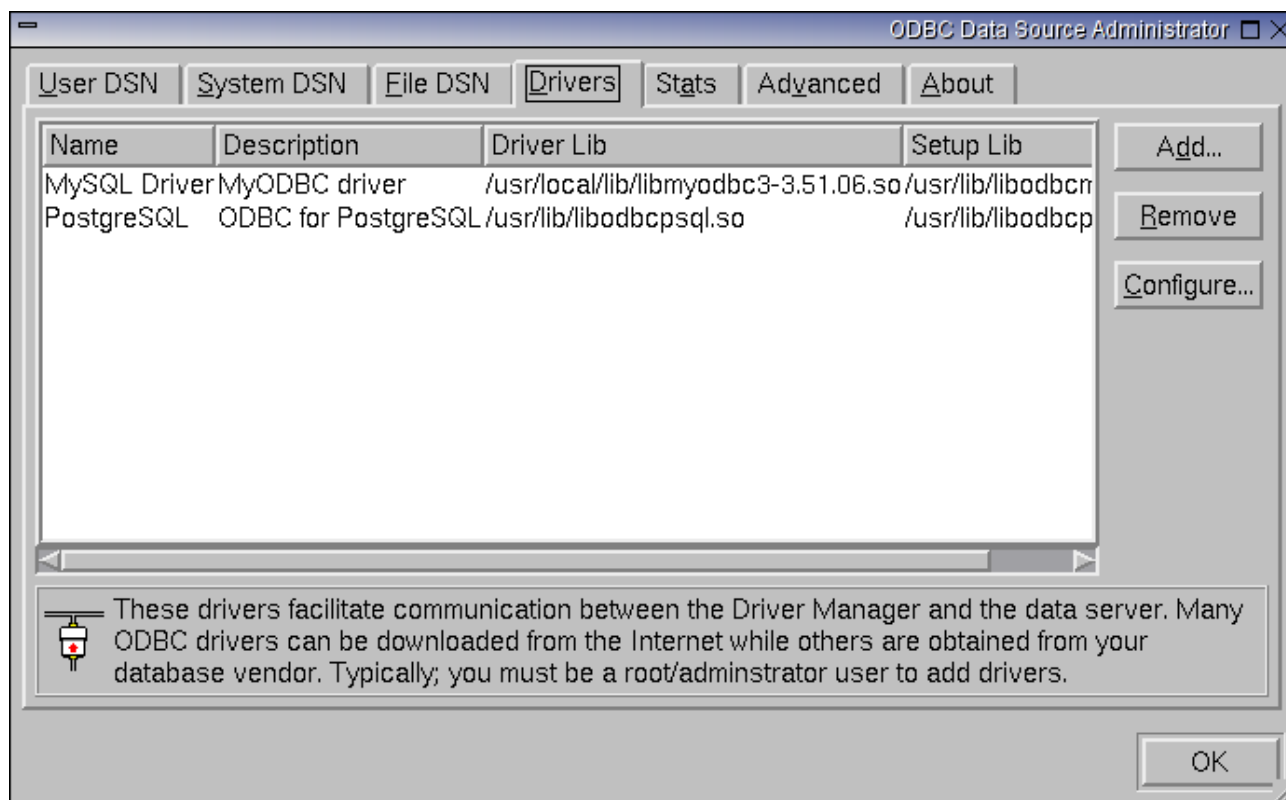 ODBC Data Source Administrator
User DSN System DSN File DSN Drivers Stats Advanced About
Name Description Driver Lib Setup Lib
MySQL Driver MyODBC driver /usr/local/lib/libmyodbc3-3.51.06.so /usr/lib/libodbcm
PostgreSQL ODBC for PostgreSQL /usr/lib/libodbcpsql.so /usr/lib/libodbcp
Add...
Remove
Configure...
These drivers facilitate communication between the Driver Manager and the data server. Many
ODBC drivers can be downloaded from the Internet while others are obtained from your
database vendor. Typically; you must be a root/adminstrator user to add drivers.
OK